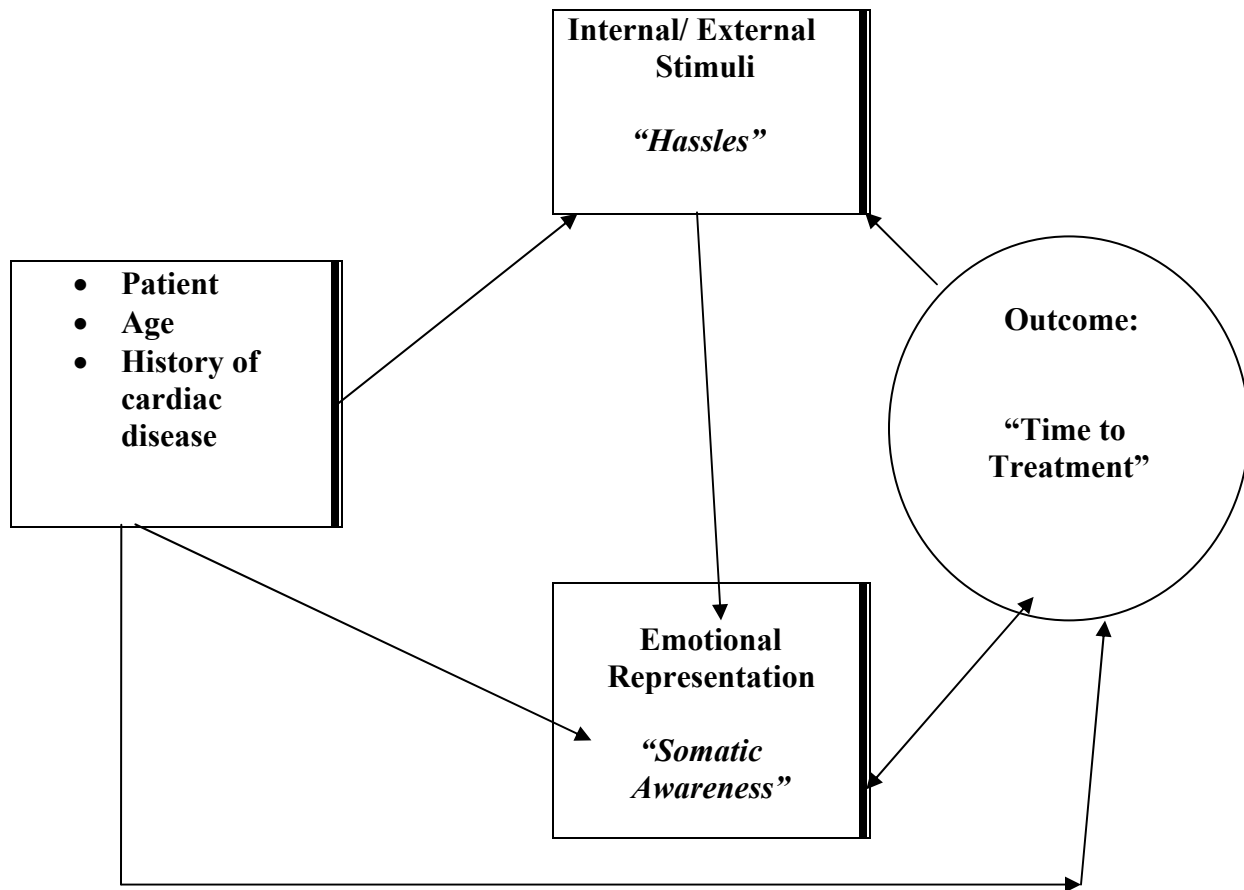 Internal/ External
Stimuli
“Hassles”
• Patient
• Age
• History of
cardiac
disease
Outcome:
“Time to
Treatment”
Emotional
Representation
“Somatic
Awareness”